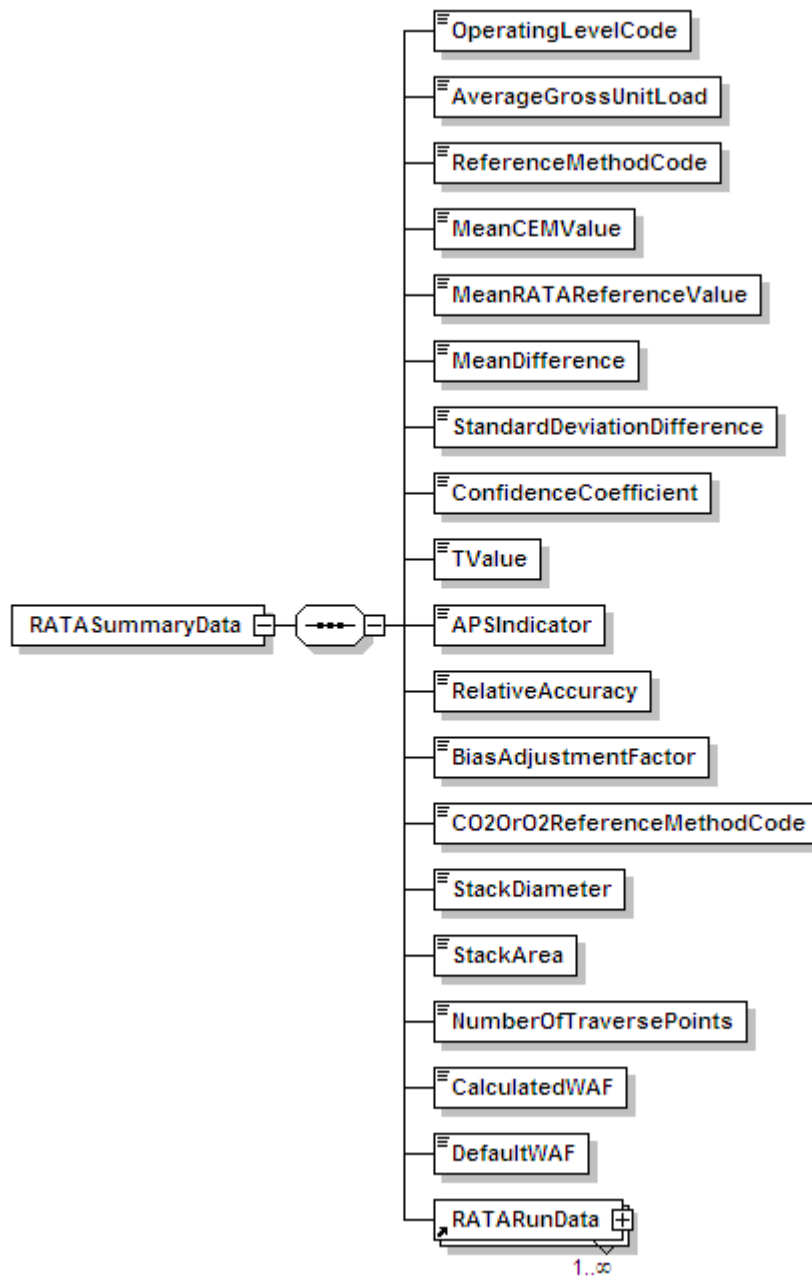 OperatingLevelCode
AverageGrossUnitLoad
ReferenceMethodCode
MeanCEMValue
MeanRATAReferenceValue
MeanDifference
StandardDeviationDifference
ConfidenceCoefficient
TValue
RATASummaryData
APSIndicator
RelativeAccuracy
BiasAdjustmentFactor
CO2OrO2ReferenceMethodCode
StackDiameter
StackArea
NumberOfTraversePoints
CalculatedWAF
DefaultWAF
RATARunData
1..∞